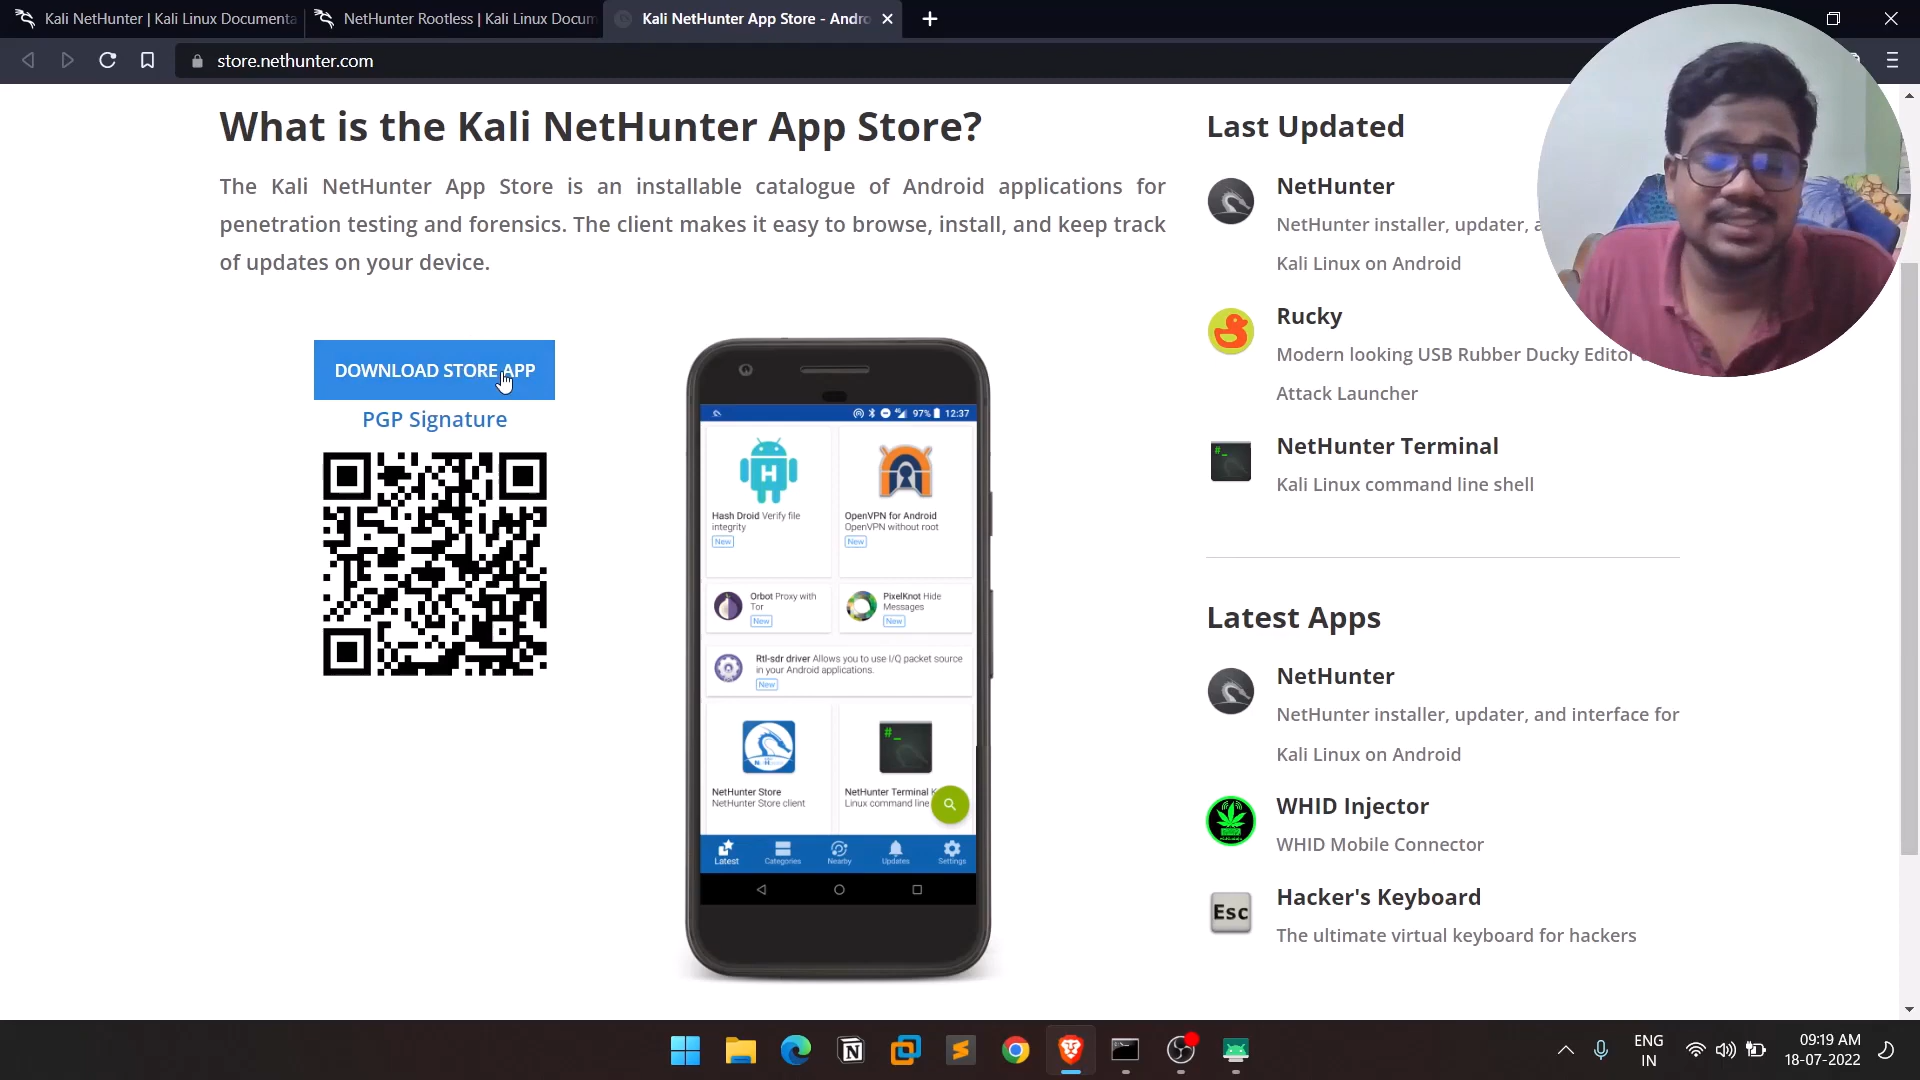 Kali NetHunter | Kali Linux Documenta
NetHunter Rootless | Kali Linux Docum
Kali NetHunter App Store - Andro
store.nethunter.com
What is the Kali NetHunter App Store?
The Kali NetHunter App Store is an installable catalogue of Android applications for
penetration testing and forensics. The client makes it easy to browse, install, and keep track
of updates on your device.
DOWNLOAD STORE APP
PGP Signature
97% 12:37
Hash Droid Verify file
integrity
New
OpenVPN for Android
OpenVPN without root
New
Orbot Proxy with
Tor
New
PixelKnot Hide
Messages
New
Rtl-sdr driver Allows you to use I/Q packet source
in your Android applications.
New
NetHunter Store
NetHunter Store client
#_
NetHunter Terminal K
Linux command line
Latest
Categories
Nearby
Updates
Settings
Last Updated
NetHunter
NetHunter installer, updater, a
Kali Linux on Android
Rucky
Modern looking USB Rubber Ducky Editor
Attack Launcher
#_
NetHunter Terminal
Kali Linux command line shell
Latest Apps
NetHunter
NetHunter installer, updater, and interface for
Kali Linux on Android
WHID Injector
WHID Mobile Connector
Esc
Hacker's Keyboard
The ultimate virtual keyboard for hackers
ENG
IN
09:19 AM
18-07-2022